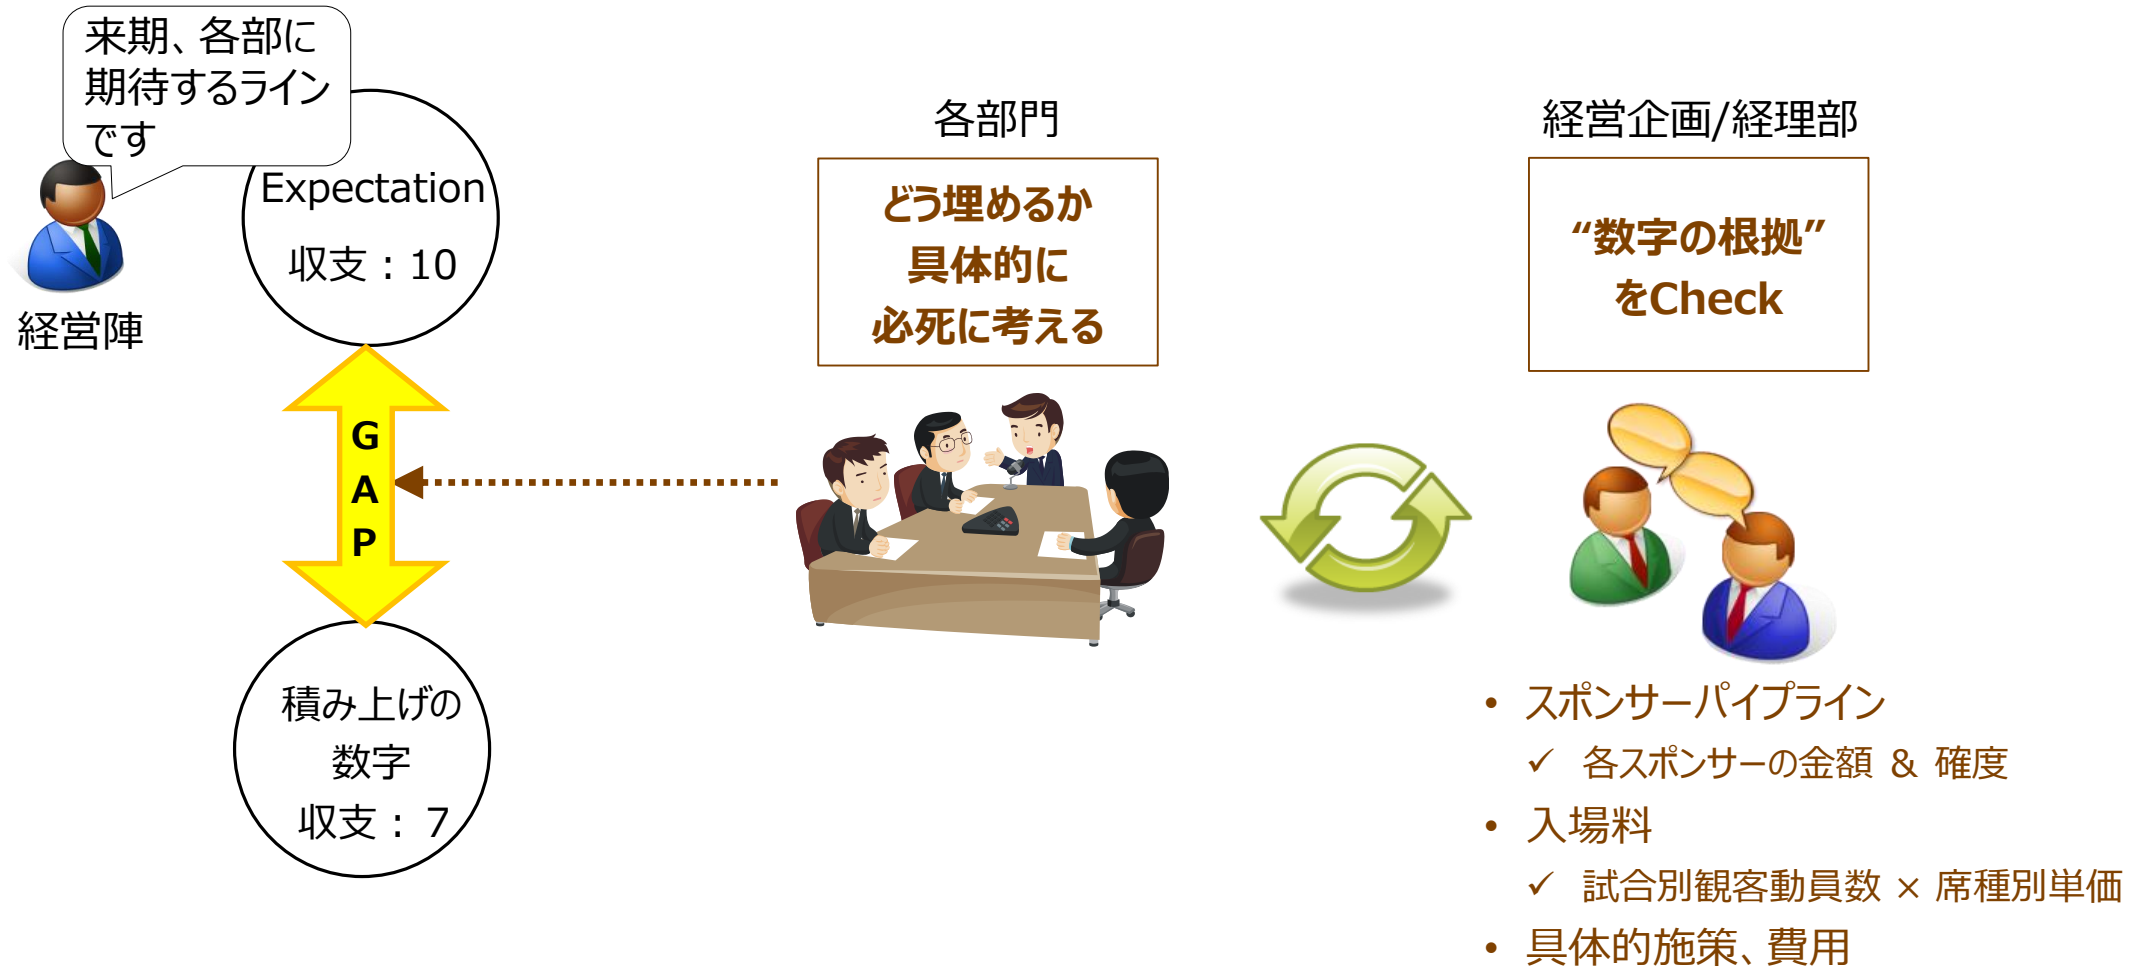 来期、各部に
期待するライン
です
Expectation
収支：10
経営陣
G
A
P
積み上げの
数字
収支： 7
各部門
どう埋めるか
具体的に
必死に考える
経営企画/経理部
“数字の根拠”
をCheck
• スポンサーパイプライン
✓ 各スポンサーの金額 & 確度
• 入場料
✓ 試合別観客動員数 × 席種別単価
• 具体的施策、費用